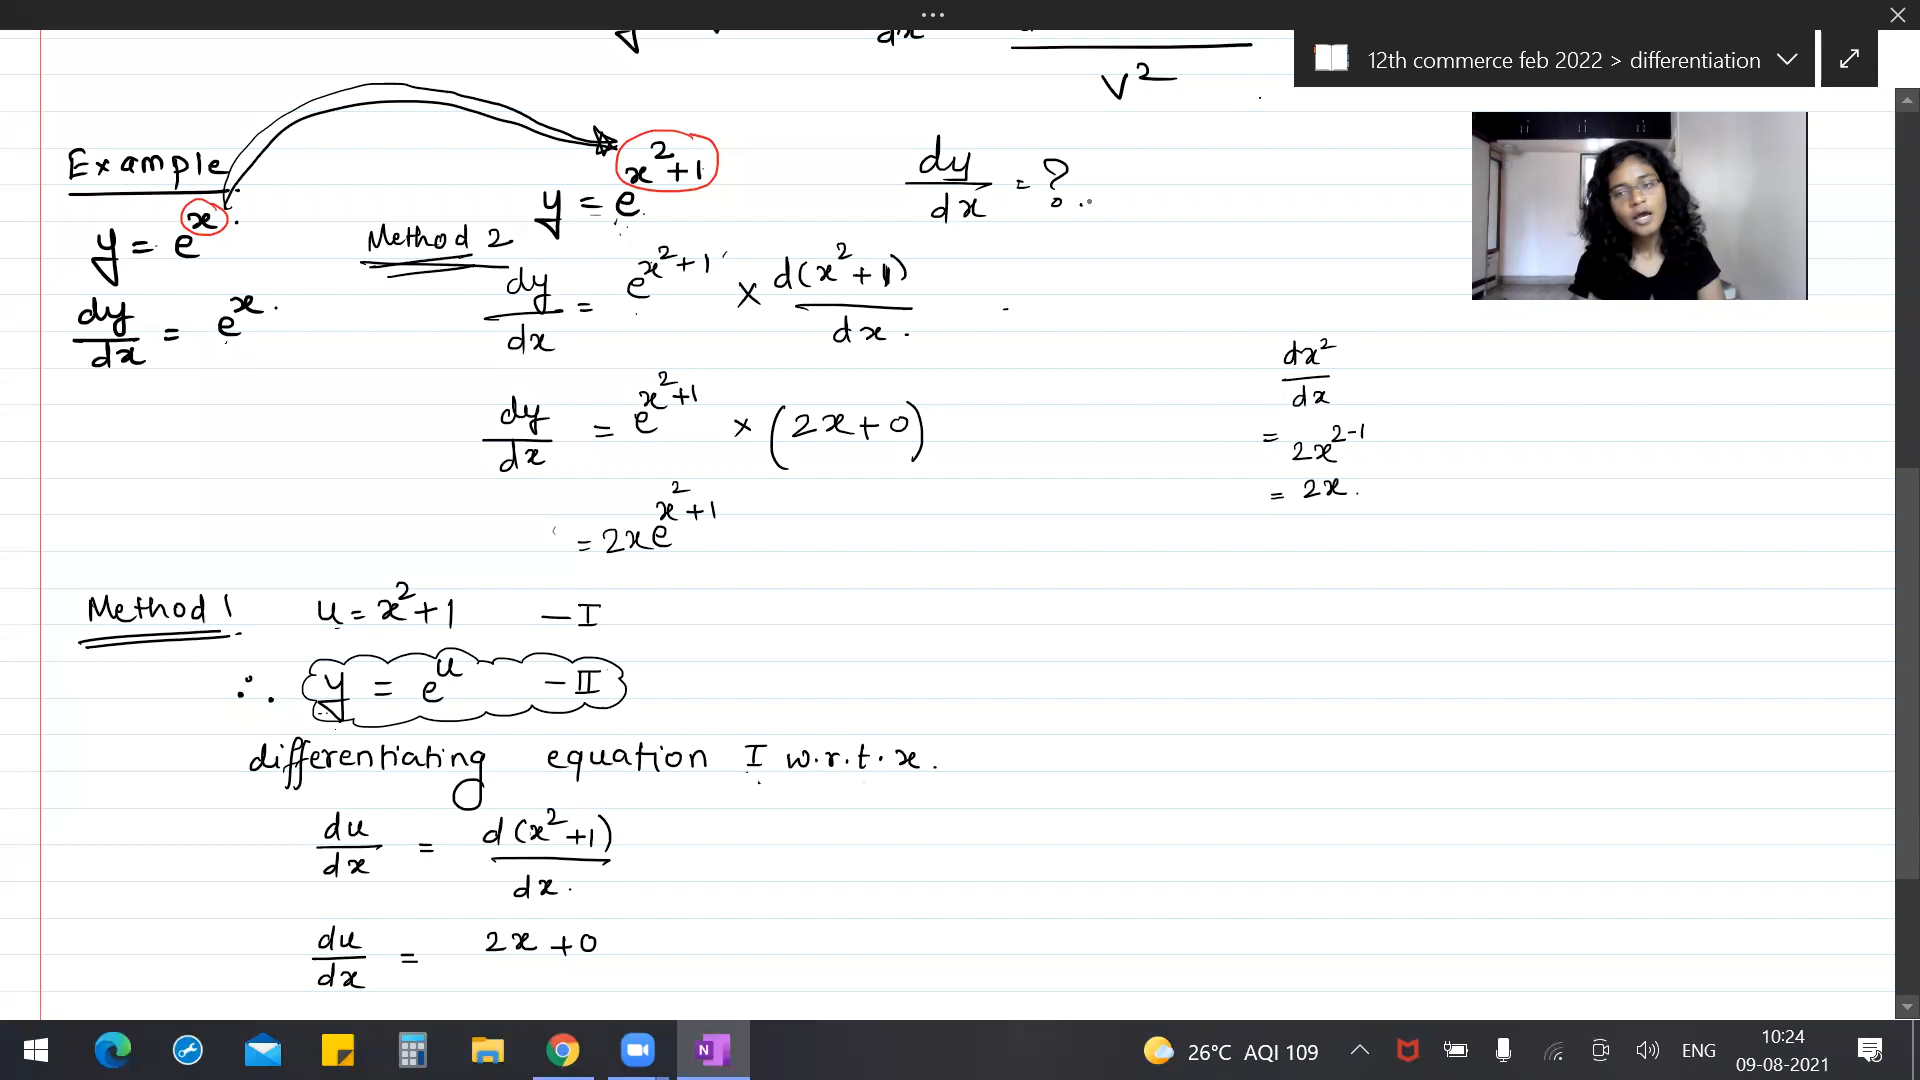 12th commerce feb 2022 > differentiation
v²
Example
y = e^x
dy/dx = e^x.
y = e^(x²+1)
dy/dx = ?
Method 2
dy/dx = e^(x²+1) × d(x²+1)/dx.
dy/dx = e^(x²+1) × (2x+0)
= 2xe^(x²+1)
dx²/dx
= 2x^(2-1)
= 2x.
Method 1
u = x²+1 — I
∴ y = e^u — II
differentiating equation I w.r.t.x.
du/dx = d(x²+1)/dx.
du/dx = 2x+0
26°C AQI 109
ENG
10:24
09-08-2021